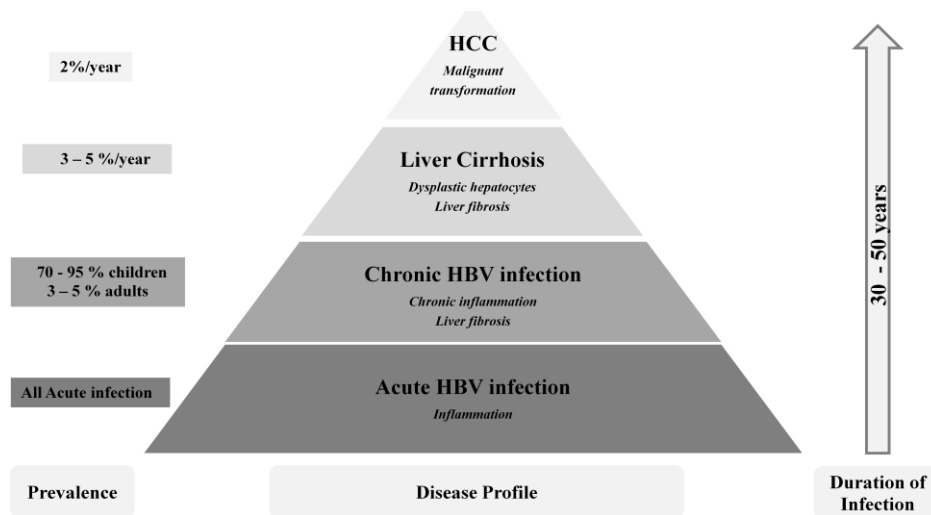 HCC
Malignant
transformation
2%/year
Liver Cirrhosis
Dysplastic hepatocytes
Liver fibrosis
3 – 5 %/year
Chronic HBV infection
Chronic inflammation
Liver fibrosis
70 - 95 % children
3 – 5 % adults
Acute HBV infection
Inflammation
All Acute infection
30 - 50 years
Prevalence
Disease Profile
Duration of
Infection